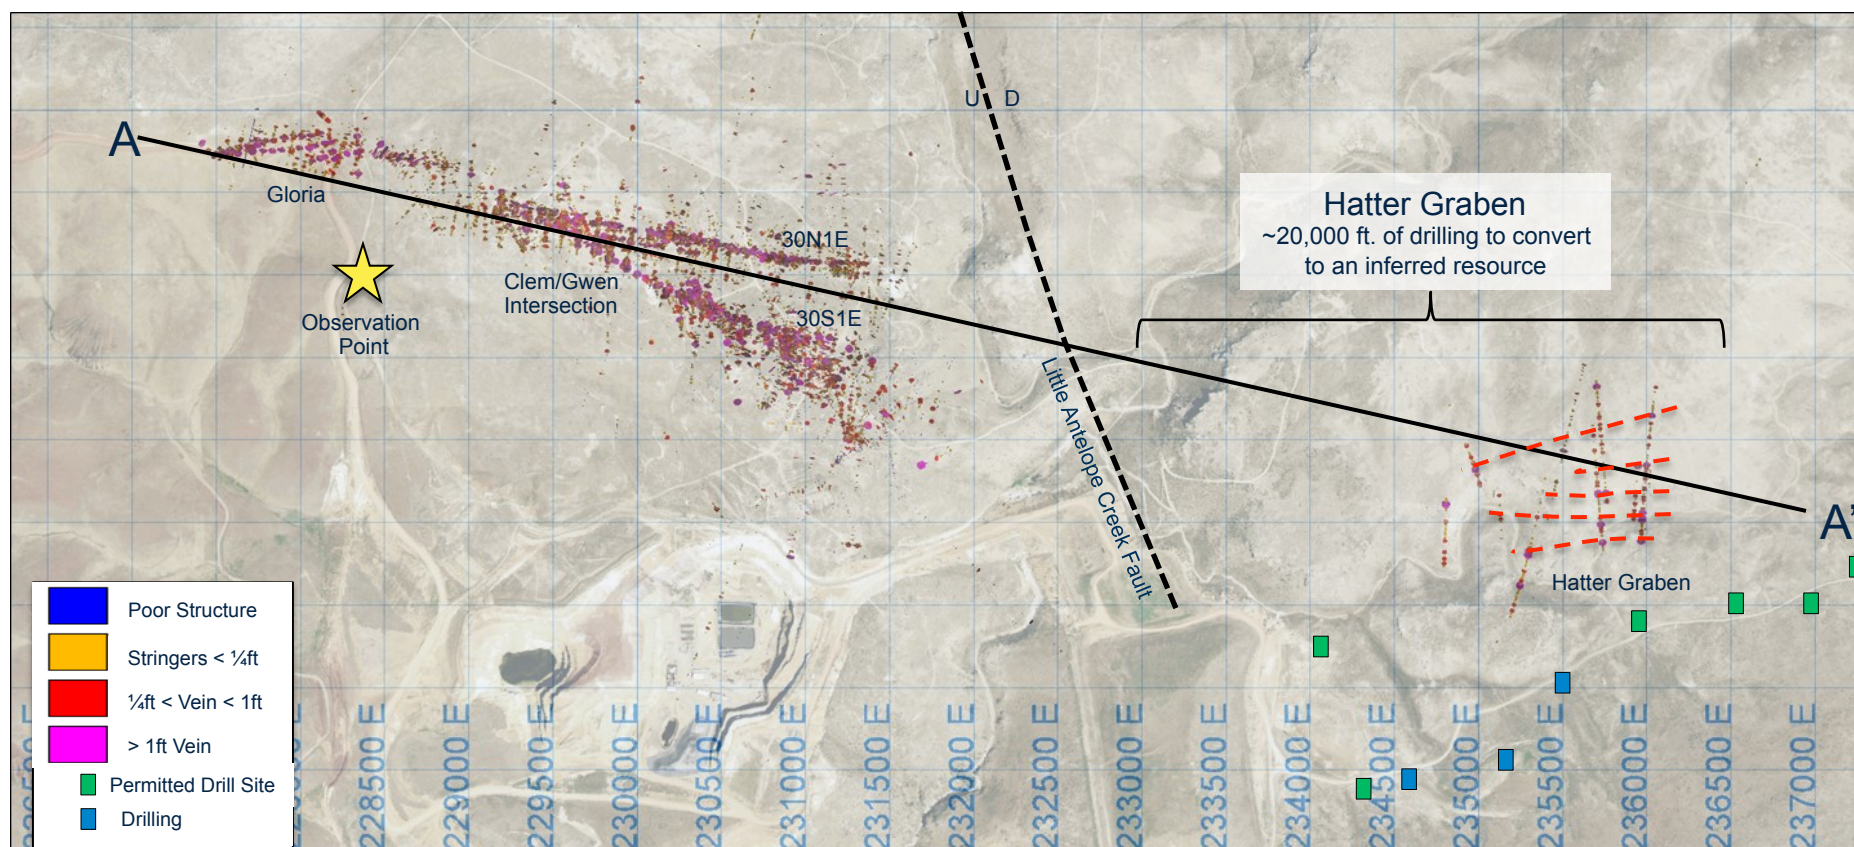 U D
A
Gloria
30N1E
Clem/Gwen
Intersection
30S1E
Observation
Point
Hatter Graben
~20,000 ft. of drilling to convert
to an inferred resource
Little Antelope Creek Fault
A'
Hatter Graben
Poor Structure
Stringers < ¼ft
¼ft < Vein < 1ft
> 1ft Vein
Permitted Drill Site
Drilling
228500 E
229000 E
229500 E
230000 E
230500 E
231000 E
231500 E
232000 E
232500 E
233000 E
233500 E
234000 E
234500 E
235000 E
235500 E
236000 E
236500 E
237000 E